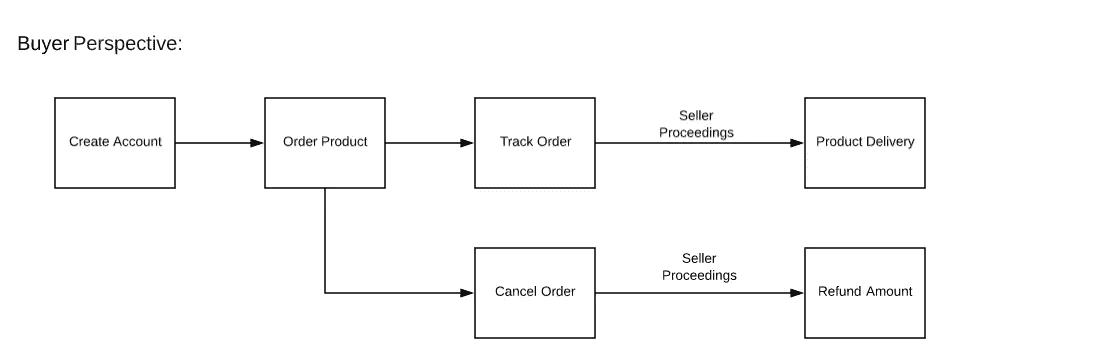 Buyer Perspective:
Create Account
Order Product
Track Order
Seller
Proceedings
Product Delivery
Cancel Order
Seller
Proceedings
Refund Amount